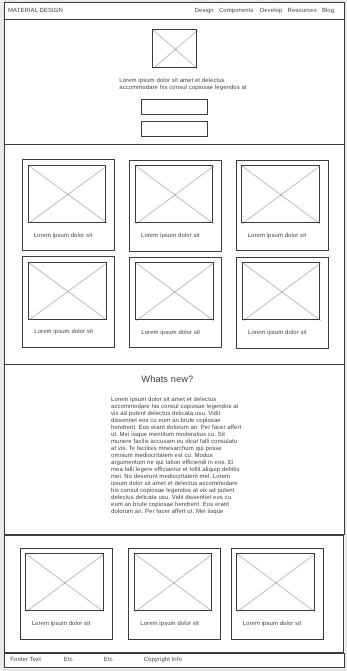 MATERIAL DESIGN Design Components Develop Resources Blog
Lorem ipsum dolor sit amet et delectus
accommodare his consul copiosae legendos at
Lorem ipsum dolor sit Lorem ipsum dolor sit Lorem ipsum dolor sit
Lorem ipsum dolor sit Lorem ipsum dolor sit Lorem ipsum dolor sit
Whats new?
Lorem ipsum dolor sit amet et delectus
accommodare his consul copiosae legendos at
vix ad putent delectus delicata usu. Vidit
dissentiet eos cu eum an brute copiosae
hendrerit. Eos erant dolorum an. Per facer affert
ut. Mei iisque mentitum moderatius cu. Sit
munere facilis accusam eu dicat falli consulatu
at vis. Te facilisis mnesarchum qui posse
omnium mediocritatem est cu. Modus
argumentum ne qui tation efficiendi in eos. Ei
mea falli legere efficiantur et tollit aliquip debitis
mei. No deserunt mediocritatem mel. Lorem
ipsum dolor sit amet et delectus accommodare
his consul copiosae legendos at vix ad putent
delectus delicata usu. Vidit dissentiet eos cu
eum an brute copiosae hendrerit. Eos erant
dolorum an. Per facer affert ut. Mei iisque
Lorem ipsum dolor sit Lorem ipsum dolor sit Lorem ipsum dolor sit
Footer Text Etc. Etc. Copyright Info